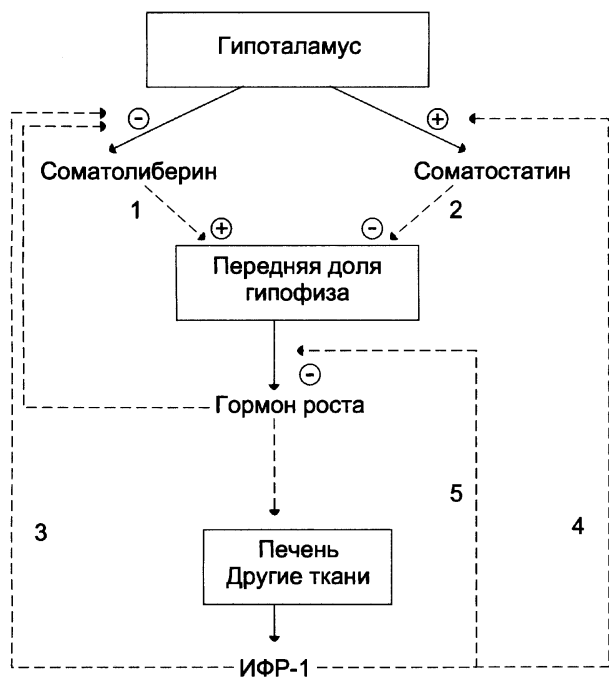 Гипоталамус
- +
Соматолиберин Соматостатин
1 2
+ -
Передняя доля
гипофиза
-
Гормон роста
5
3 4
Печень
Другие ткани
ИФР-1